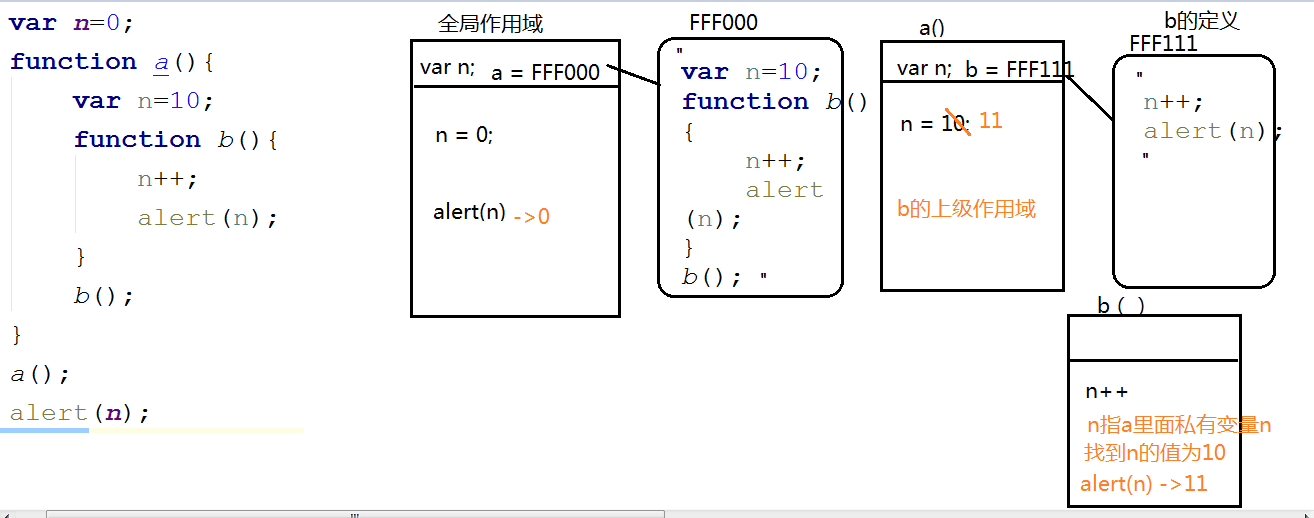 var n=0;
function a(){
var n=10;
function b(){
n++;
alert(n);
}
b();
}
a();
alert(n);
全局作用域
var n; a = FFF000
n = 0;
alert(n) ->0
FFF000
"
var n=10;
function b()
{
n++;
alert
(n);
}
b(); "
a()
var n; b = FFF111
n = 10; 11
b的上级作用域
b的定义
FFF111
"
n++;
alert(n);
"
b ( )
n++
n指a里面私有变量n
找到n的值为10
alert(n) ->11